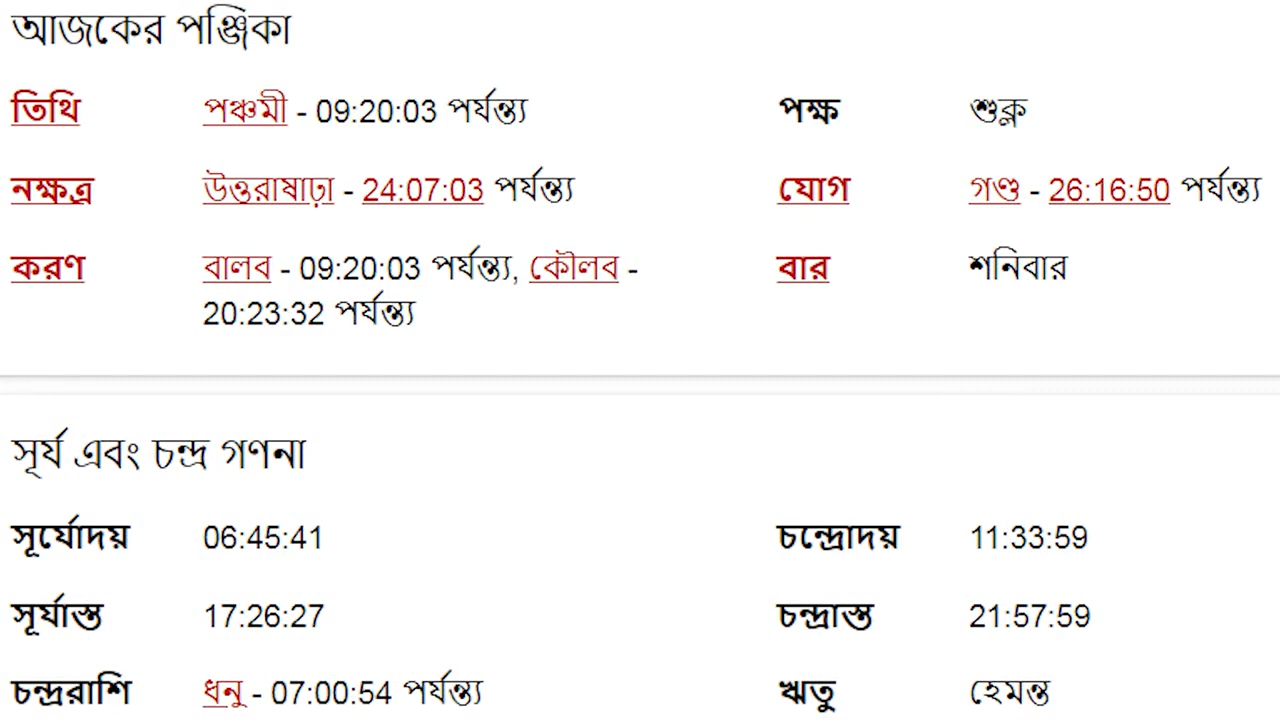 আজকের পঞ্জিকা
তিথি পঞ্চমী - 09:20:03 পর্যন্ত্য পক্ষ শুক্ল
নক্ষত্র উত্তরাষাঢ়া - 24:07:03 পর্যন্ত্য যোগ গণ্ড - 26:16:50 পর্যন্ত্য
করণ বালব - 09:20:03 পর্যন্ত্য, কৌলব - বার শনিবার
20:23:32 পর্যন্ত্য
সূর্য এবং চন্দ্র গণনা
সূর্যোদয় 06:45:41 চন্দ্রোদয় 11:33:59
সূর্যাস্ত 17:26:27 চন্দ্রাস্ত 21:57:59
চন্দ্ররাশি ধনু - 07:00:54 পর্যন্ত্য ঋতু হেমন্ত